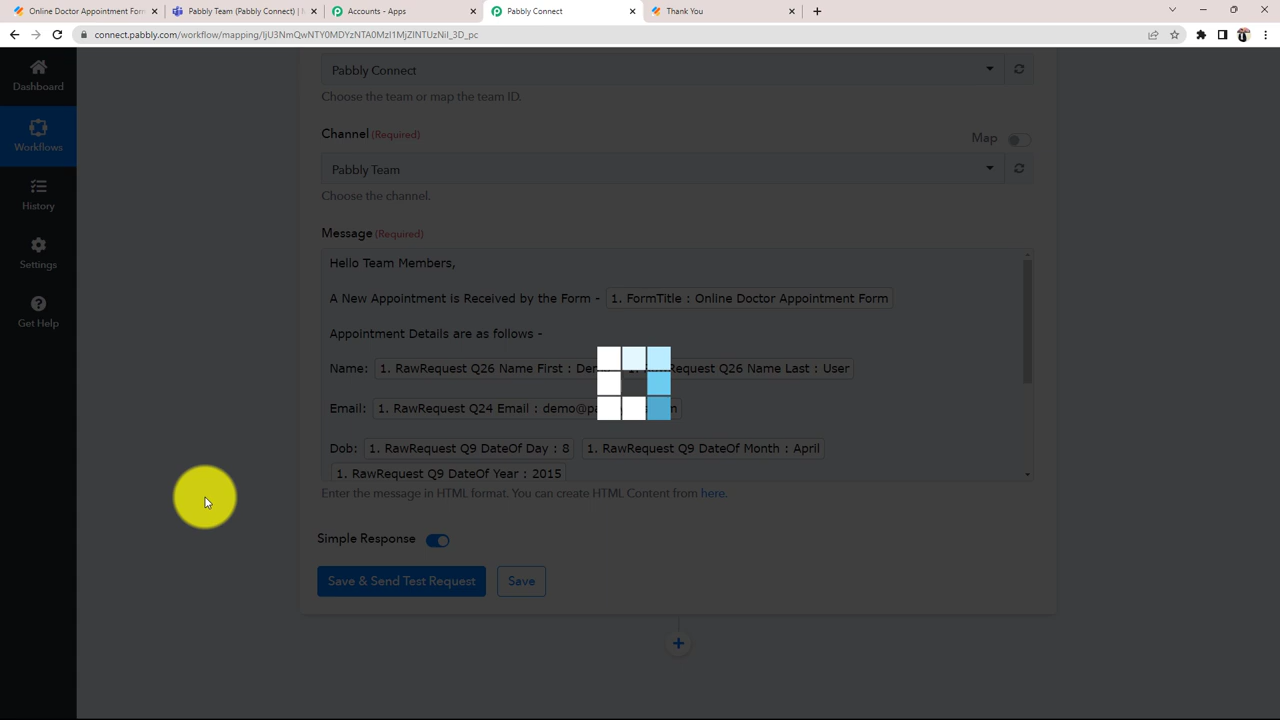 Online Doctor Appointment Form
Pabbly Team (Pabbly Connect) |
Accounts - Apps
Pabbly Connect
Thank You
connect.pabbly.com/workflow/mapping/IjU3NmQwNTY0MDYzNTA0MzI1MjZlNTUzNiI_3D_pc
Dashboard
Workflows
History
Settings
Get Help
Pabbly Connect
Choose the team or map the team ID.
Channel (Required)
Map
Pabbly Team
Choose the channel.
Message (Required)
Hello Team Members,
A New Appointment is Received by the Form - 1. FormTitle : Online Doctor Appointment Form
Appointment Details are as follows -
Name: 1. RawRequest Q26 Name First : Quest Q26 Name Last : User
Email: 1. RawRequest Q24 Email : demo@pa
Dob: 1. RawRequest Q9 DateOf Day : 8 1. RawRequest Q9 DateOf Month : April
1. RawRequest Q9 DateOf Year : 2015
Enter the message in HTML format. You can create HTML Content from here.
Simple Response
Save & Send Test Request
Save